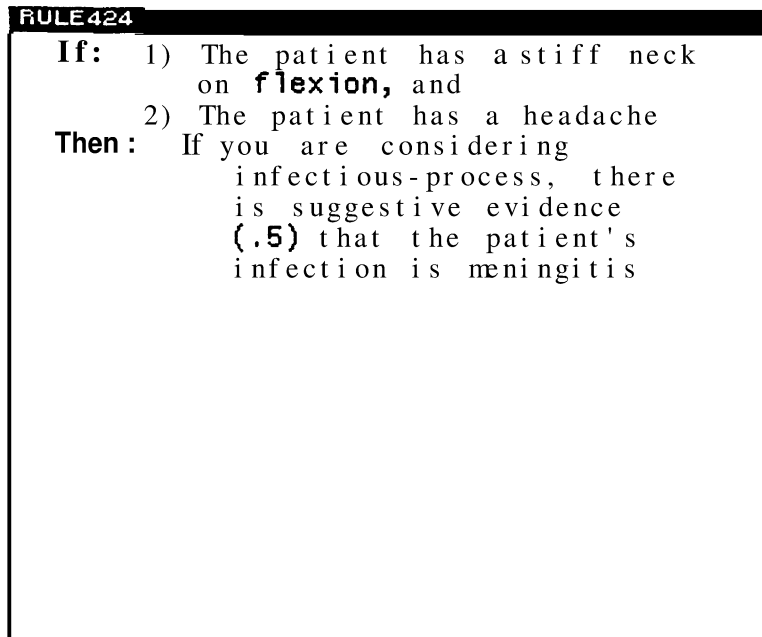 RULE424
If: 1) The patient has a stiff neck
on flexion, and
2) The patient has a headache
Then: If you are considering
infectious-process, there
is suggestive evidence
(.5) that the patient's
infection is meningitis